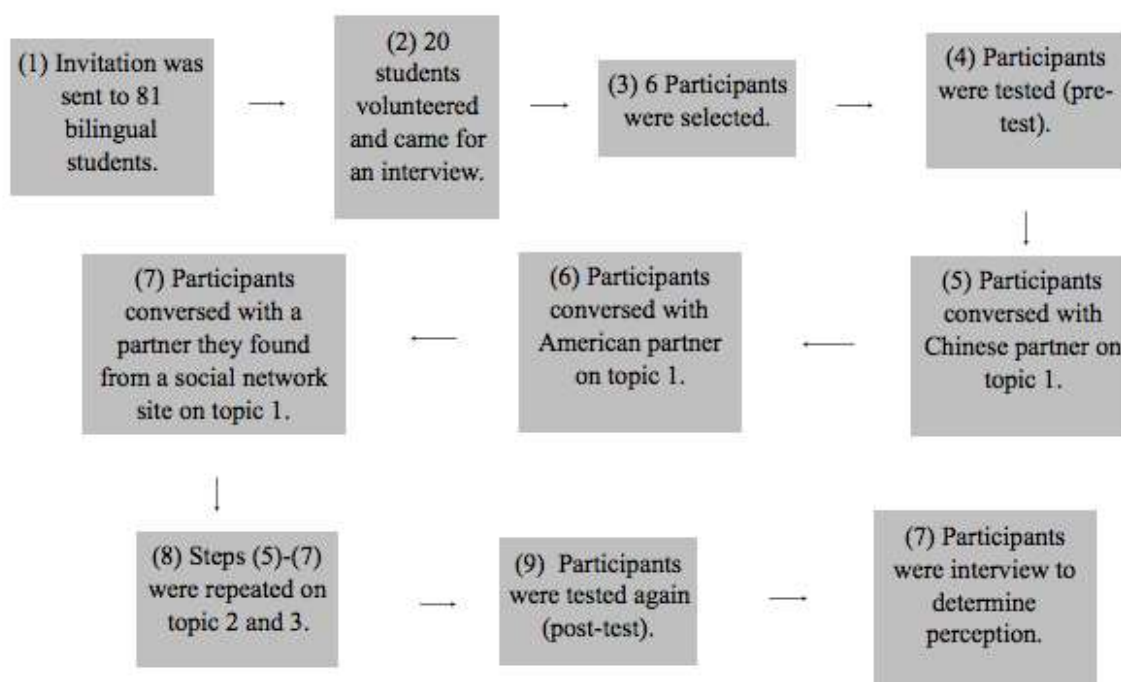 (1) Invitation was
sent to 81
bilingual
students.
(2) 20
students
volunteered
and came for
an interview.
(3) 6 Participants
were selected.
(4) Participants
were tested (pre-
test).
(5) Participants
conversed with
Chinese partner on
topic 1.
(6) Participants
conversed with
American partner
on topic 1.
(7) Participants
conversed with a
partner they found
from a social network
site on topic 1.
(8) Steps (5)-(7)
were repeated on
topic 2 and 3.
(9) Participants
were tested again
(post-test).
(7) Participants
were interview to
determine
perception.